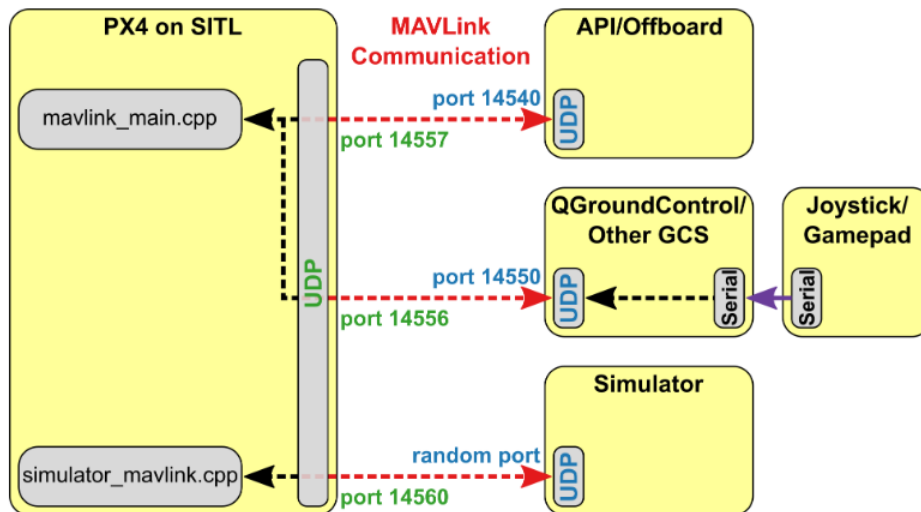 PX4 on SITL
MAVLink
Communication
API/Offboard
mavlink_main.cpp
port 14540
UDP
port 14557
QGroundControl/
Other GCS
Joystick/
Gamepad
UDP
port 14550
UDP
Serial
Serial
port 14556
Simulator
simulator_mavlink.cpp
random port
UDP
port 14560